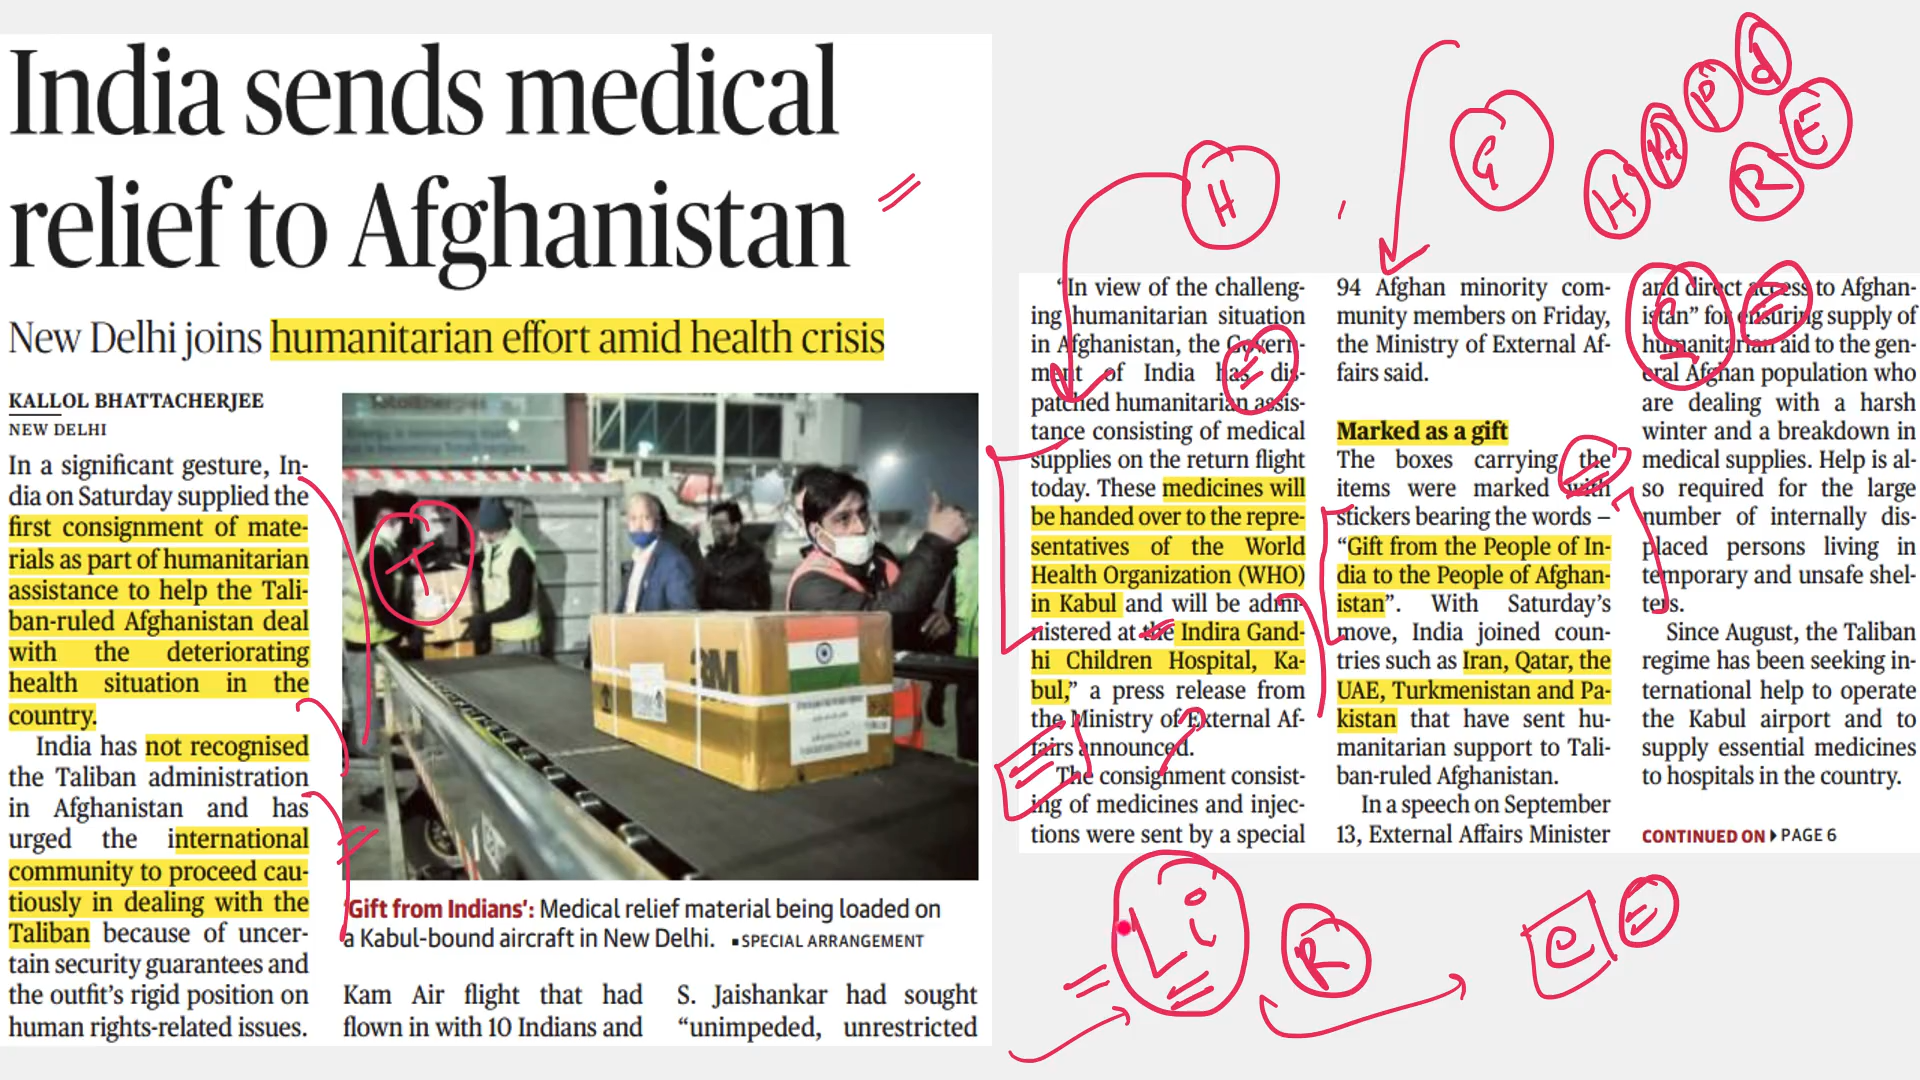 India sends medical
relief to Afghanistan
New Delhi joins humanitarian effort amid health crisis
KALLOL BHATTACHERJEE
NEW DELHI
In a significant gesture, In-
dia on Saturday supplied the
first consignment of mate-
rials as part of humanitarian
assistance to help the Tali-
ban-ruled Afghanistan deal
with the deteriorating
health situation in the
country.
India has not recognised
the Taliban administration
in Afghanistan and has
urged the international
community to proceed cau-
tiously in dealing with the
Taliban because of uncer-
tain security guarantees and
the outfit's rigid position on
human rights-related issues.
T
3M
'Gift from Indians': Medical relief material being loaded on
a Kabul-bound aircraft in New Delhi. ▪SPECIAL ARRANGEMENT
Kam Air flight that had
flown in with 10 Indians and
S. Jaishankar had sought
“unimpeded, unrestricted
H
G
H
P
d
R
E
“In view of the challeng-
ing humanitarian situation
in Afghanistan, the Govern-
ment of India has dis-
patched humanitarian assis-
tance consisting of medical
supplies on the return flight
today. These medicines will
be handed over to the repre-
sentatives of the World
Health Organization (WHO)
in Kabul and will be admi-
nistered at the Indira Gand-
hi Children Hospital, Ka-
bul,” a press release from
the Ministry of External Af-
fairs announced.
The consignment consist-
ing of medicines and injec-
tions were sent by a special
94 Afghan minority com-
munity members on Friday,
the Ministry of External Af-
fairs said.
Marked as a gift
The boxes carrying the
items were marked with
stickers bearing the words –
“Gift from the People of In-
dia to the People of Afghan-
istan”. With Saturday's
move, India joined coun-
tries such as Iran, Qatar, the
UAE, Turkmenistan and Pa-
kistan that have sent hu-
manitarian support to Tali-
ban-ruled Afghanistan.
In a speech on September
13, External Affairs Minister
and direct access to Afghan-
istan” for ensuring supply of
humanitarian aid to the gen-
eral Afghan population who
are dealing with a harsh
winter and a breakdown in
medical supplies. Help is al-
so required for the large
number of internally dis-
placed persons living in
temporary and unsafe shel-
ters.
Since August, the Taliban
regime has been seeking in-
ternational help to operate
the Kabul airport and to
supply essential medicines
to hospitals in the country.
CONTINUED ON PAGE 6
Li
R
e